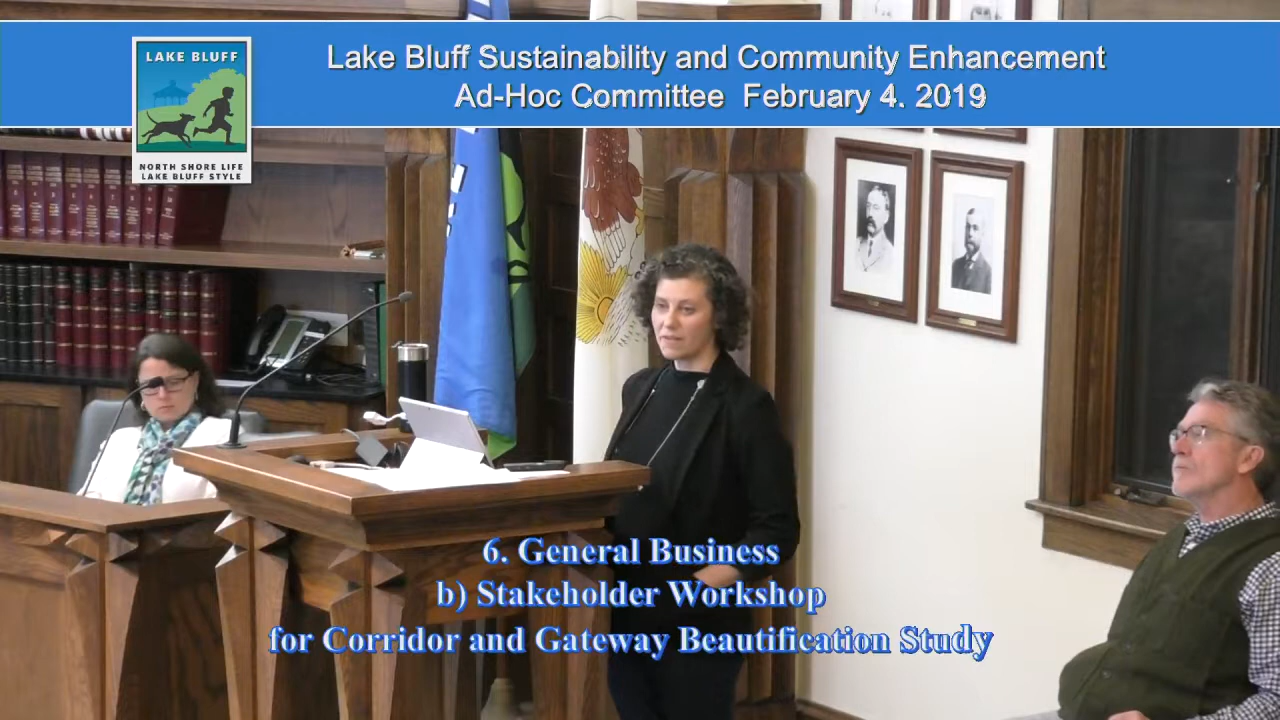 Lake Bluff Sustainability and Community Enhancement
Ad-Hoc Committee February 4. 2019
LAKE BLUFF
NORTH SHORE LIFE
LAKE BLUFF STYLE
6. General Business
b) Stakeholder Workshop
for Corridor and Gateway Beautification Study